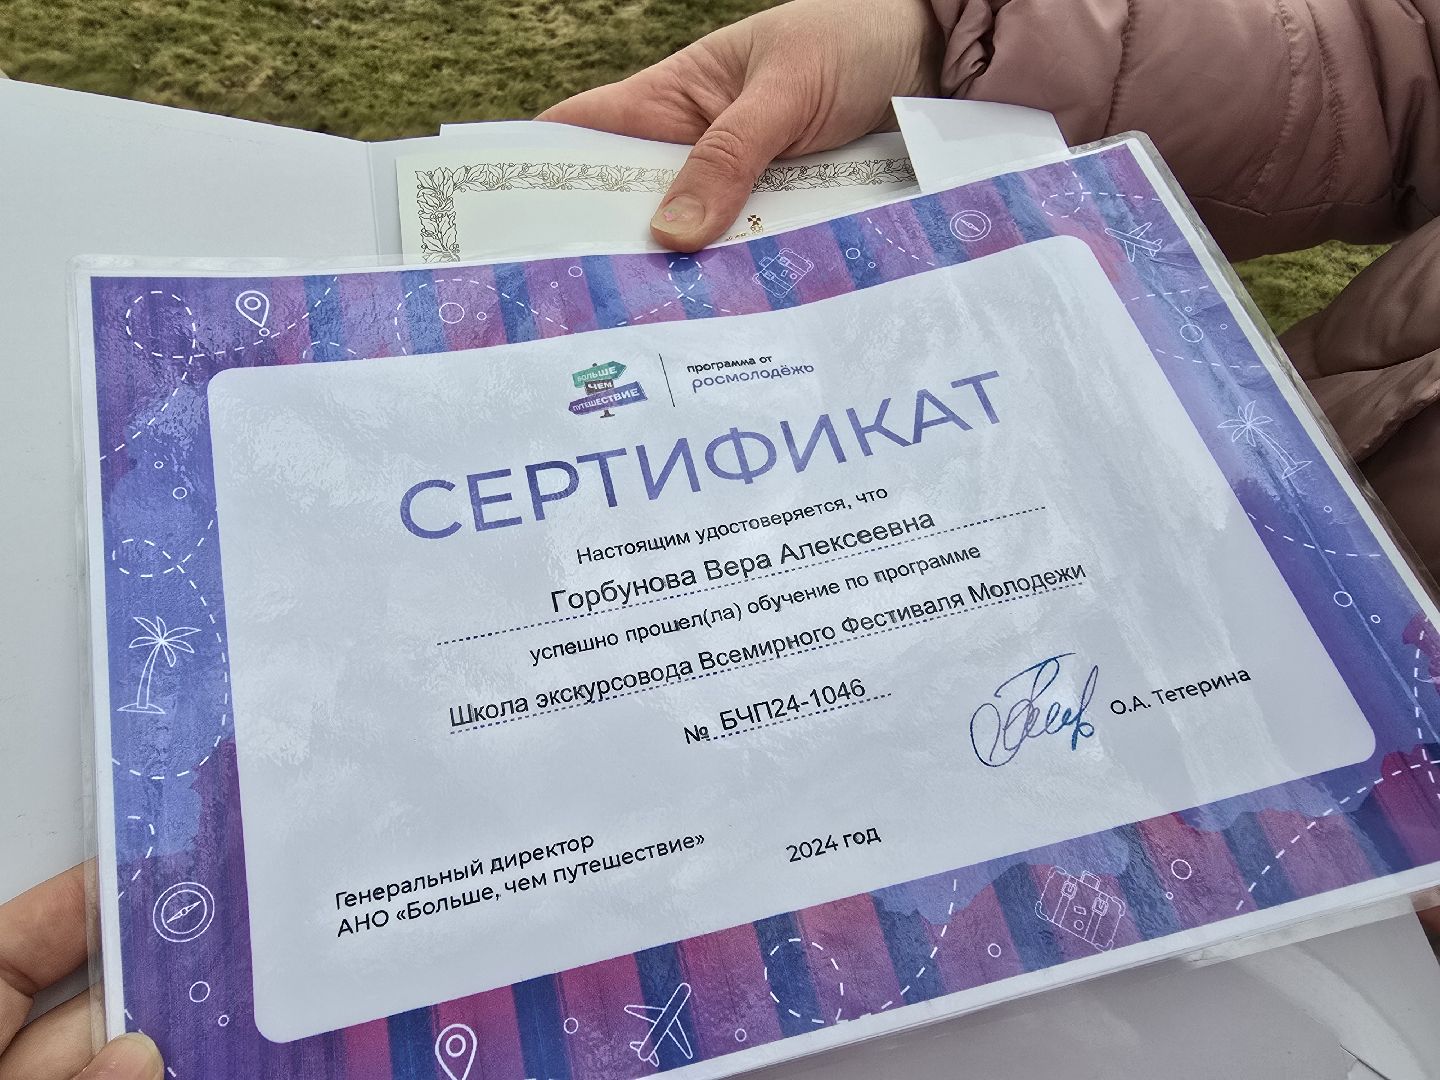 БОЛЬШЕ
ЧЕМ
ПУТЕШЕСТВИЕ
программа от
росмолодёжь
СЕРТИФИКАТ
Настоящим удостоверяется, что
Горбунова Вера Алексеевна
успешно прошел(ла) обучение по программе
Школа экскурсовода Всемирного Фестиваля Молодежи
№ БЧП24-1046
О.А. Тетерина
Генеральный директор
АНО «Больше, чем путешествие»
2024 год